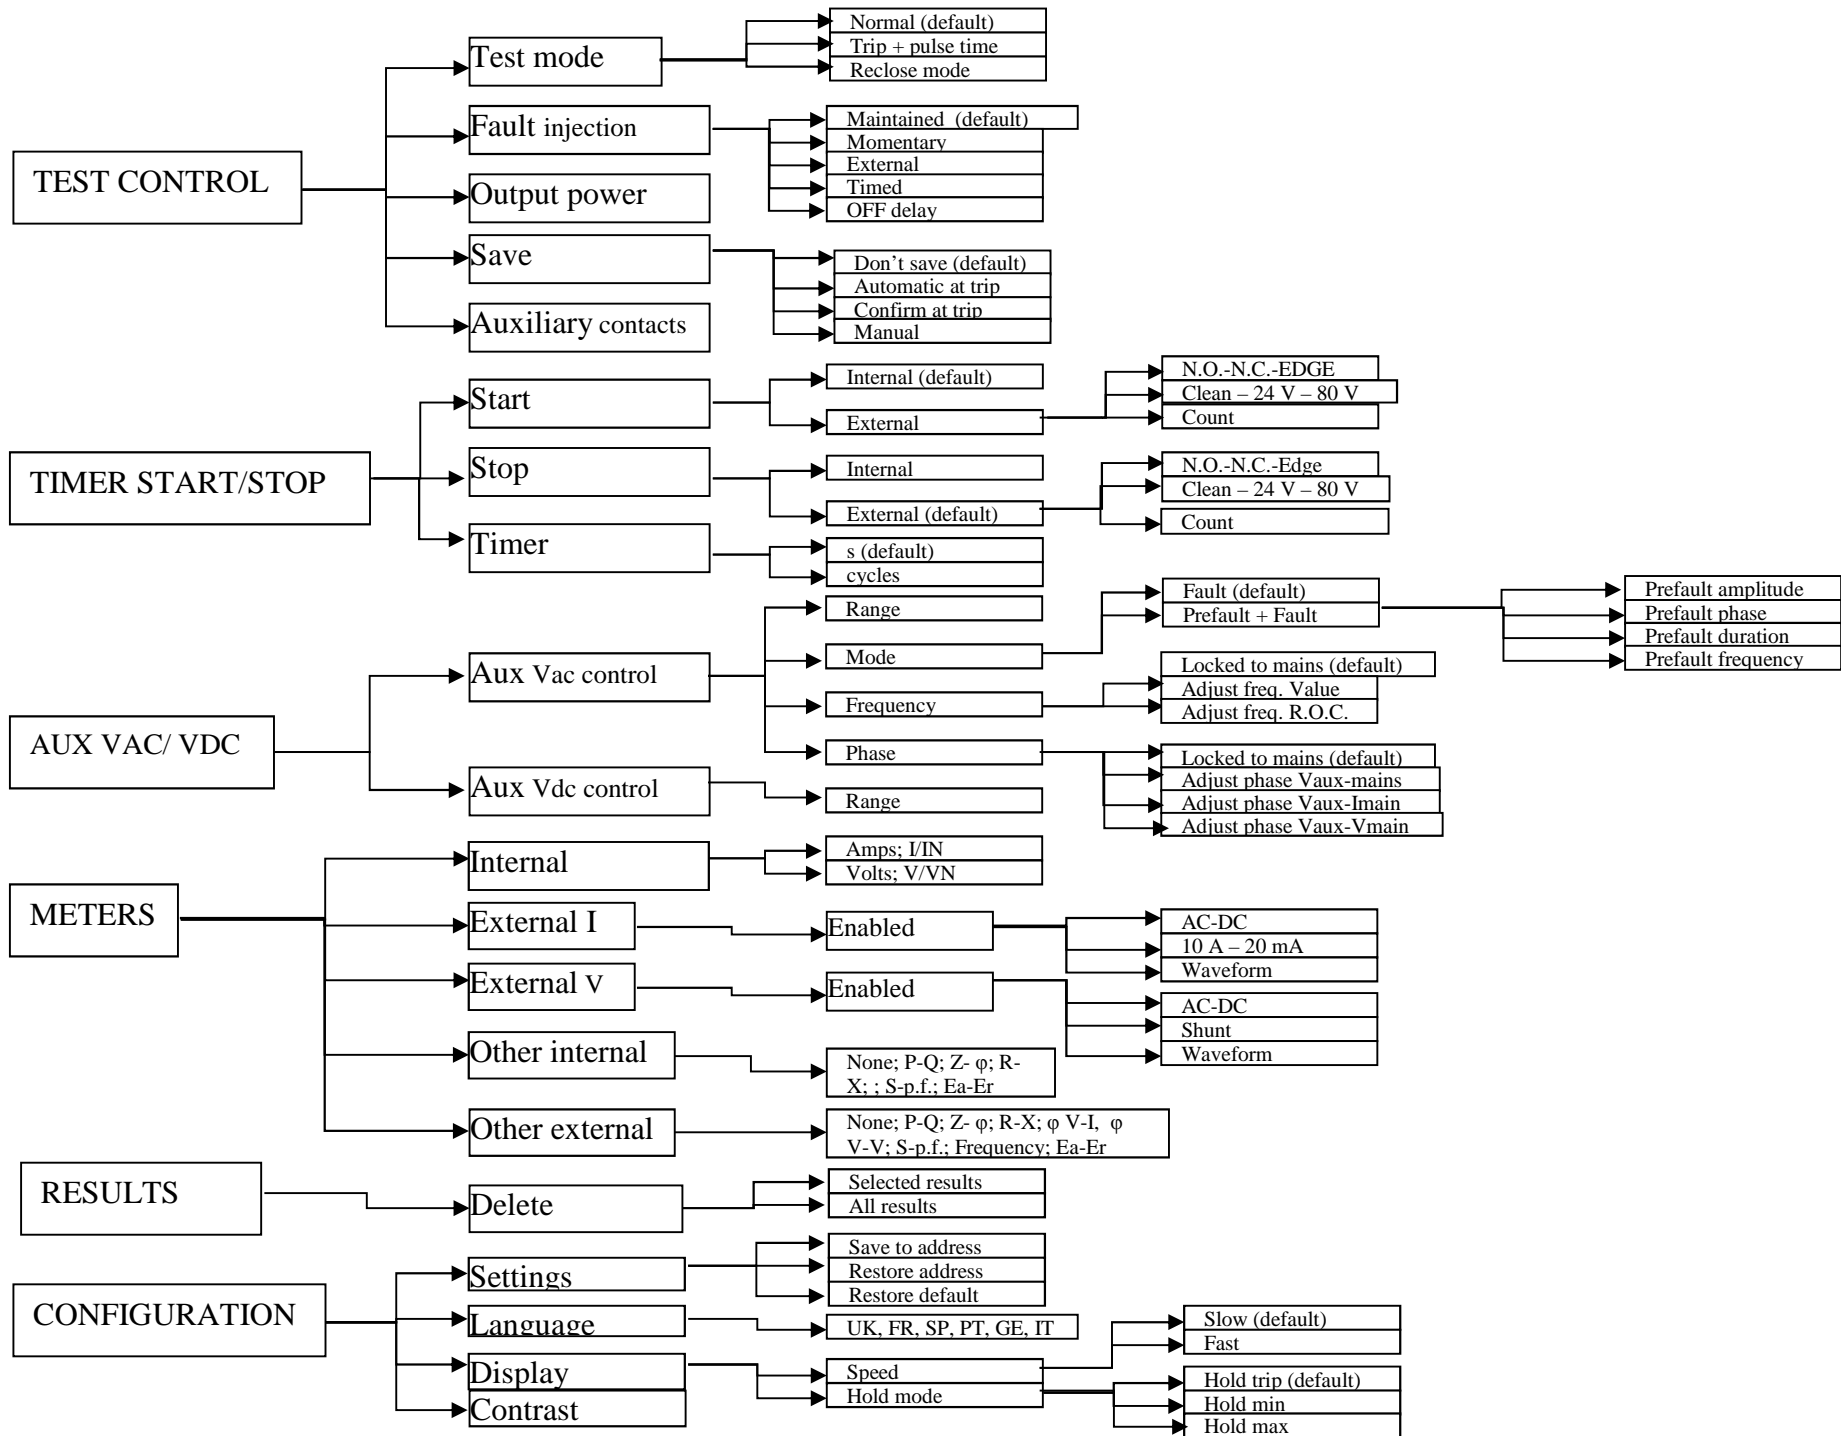 TEST CONTROL
Test mode
Normal (default)
Trip + pulse time
Reclose mode
Fault injection
Maintained (default)
Momentary
External
Timed
OFF delay
Output power
Save
Don’t save (default)
Automatic at trip
Confirm at trip
Manual
Auxiliary contacts
TIMER START/STOP
Start
Internal (default)
External
N.O.-N.C.-EDGE
Clean – 24 V – 80 V
Count
Stop
Internal
External (default)
N.O.-N.C.-Edge
Clean – 24 V – 80 V
Count
Timer
s (default)
cycles
AUX VAC/ VDC
Aux Vac control
Range
Mode
Fault (default)
Prefault + Fault
Prefault amplitude
Prefault phase
Prefault duration
Prefault frequency
Frequency
Locked to mains (default)
Adjust freq. Value
Adjust freq. R.O.C.
Phase
Locked to mains (default)
Adjust phase Vaux-mains
Adjust phase Vaux-Imain
Adjust phase Vaux-Vmain
Aux Vdc control
Range
METERS
Internal
Amps; I/IN
Volts; V/VN
External I
Enabled
AC-DC
10 A – 20 mA
Waveform
External V
Enabled
AC-DC
Shunt
Waveform
Other internal
None; P-Q; Z- φ; R-
X; ; S-p.f.; Ea-Er
Other external
None; P-Q; Z- φ; R-X; φ V-I, φ
V-V; S-p.f.; Frequency; Ea-Er
RESULTS
Delete
Selected results
All results
CONFIGURATION
Settings
Save to address
Restore address
Restore default
Language
UK, FR, SP, PT, GE, IT
Display
Speed
Slow (default)
Fast
Hold mode
Hold trip (default)
Hold min
Hold max
Contrast